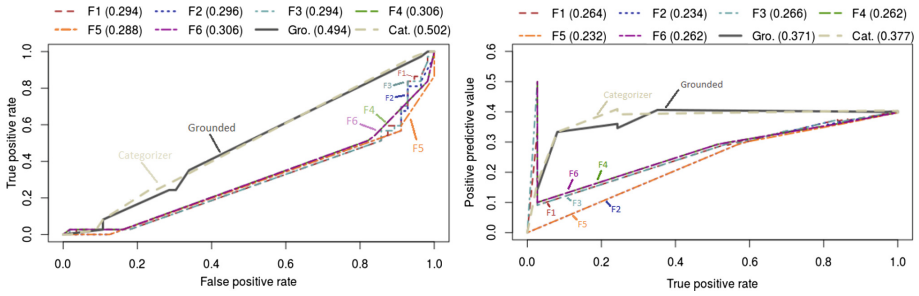 F1 (0.294) F2 (0.296) F3 (0.294) F4 (0.306)
F5 (0.288) F6 (0.306) Gro. (0.494) Cat. (0.502)
True positive rate
0.0 0.2 0.4 0.6 0.8 1.0
Categorizer
Grounded
F1
F3
F2
F4
F6
F5
0.0 0.2 0.4 0.6 0.8 1.0
False positive rate
F1 (0.264) F2 (0.234) F3 (0.266) F4 (0.262)
F5 (0.232) F6 (0.262) Gro. (0.371) Cat. (0.377)
Positive predictive value
0.0 0.1 0.2 0.3 0.4 0.5 0.6
Categorizer
Grounded
F6
F4
F1
F3
F2
F5
0.0 0.2 0.4 0.6 0.8 1.0
True positive rate